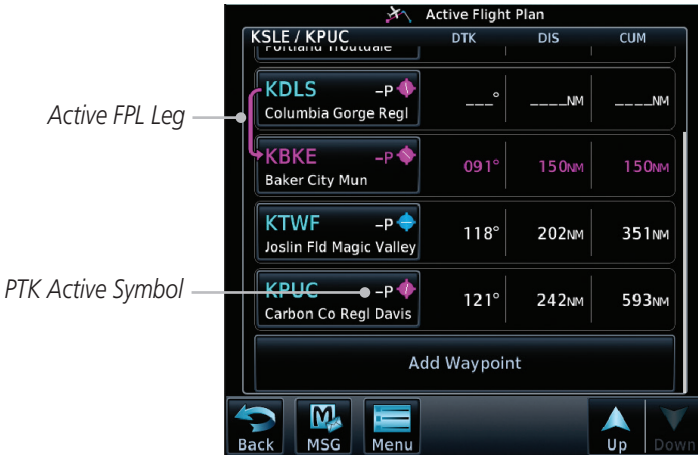 Active Flight Plan
KSLE / KPUC DTK DIS CUM
Portland Troutdale
KDLS –P
Columbia Gorge Regl
___° ____NM ____NM
Active FPL Leg
KBKE –P
Baker City Mun
091° 150NM 150NM
KTWF –P
Joslin Fld Magic Valley
118° 202NM 351NM
PTK Active Symbol
KPUC –P
Carbon Co Regl Davis
121° 242NM 593NM
Add Waypoint
Back MSG Menu Up Down